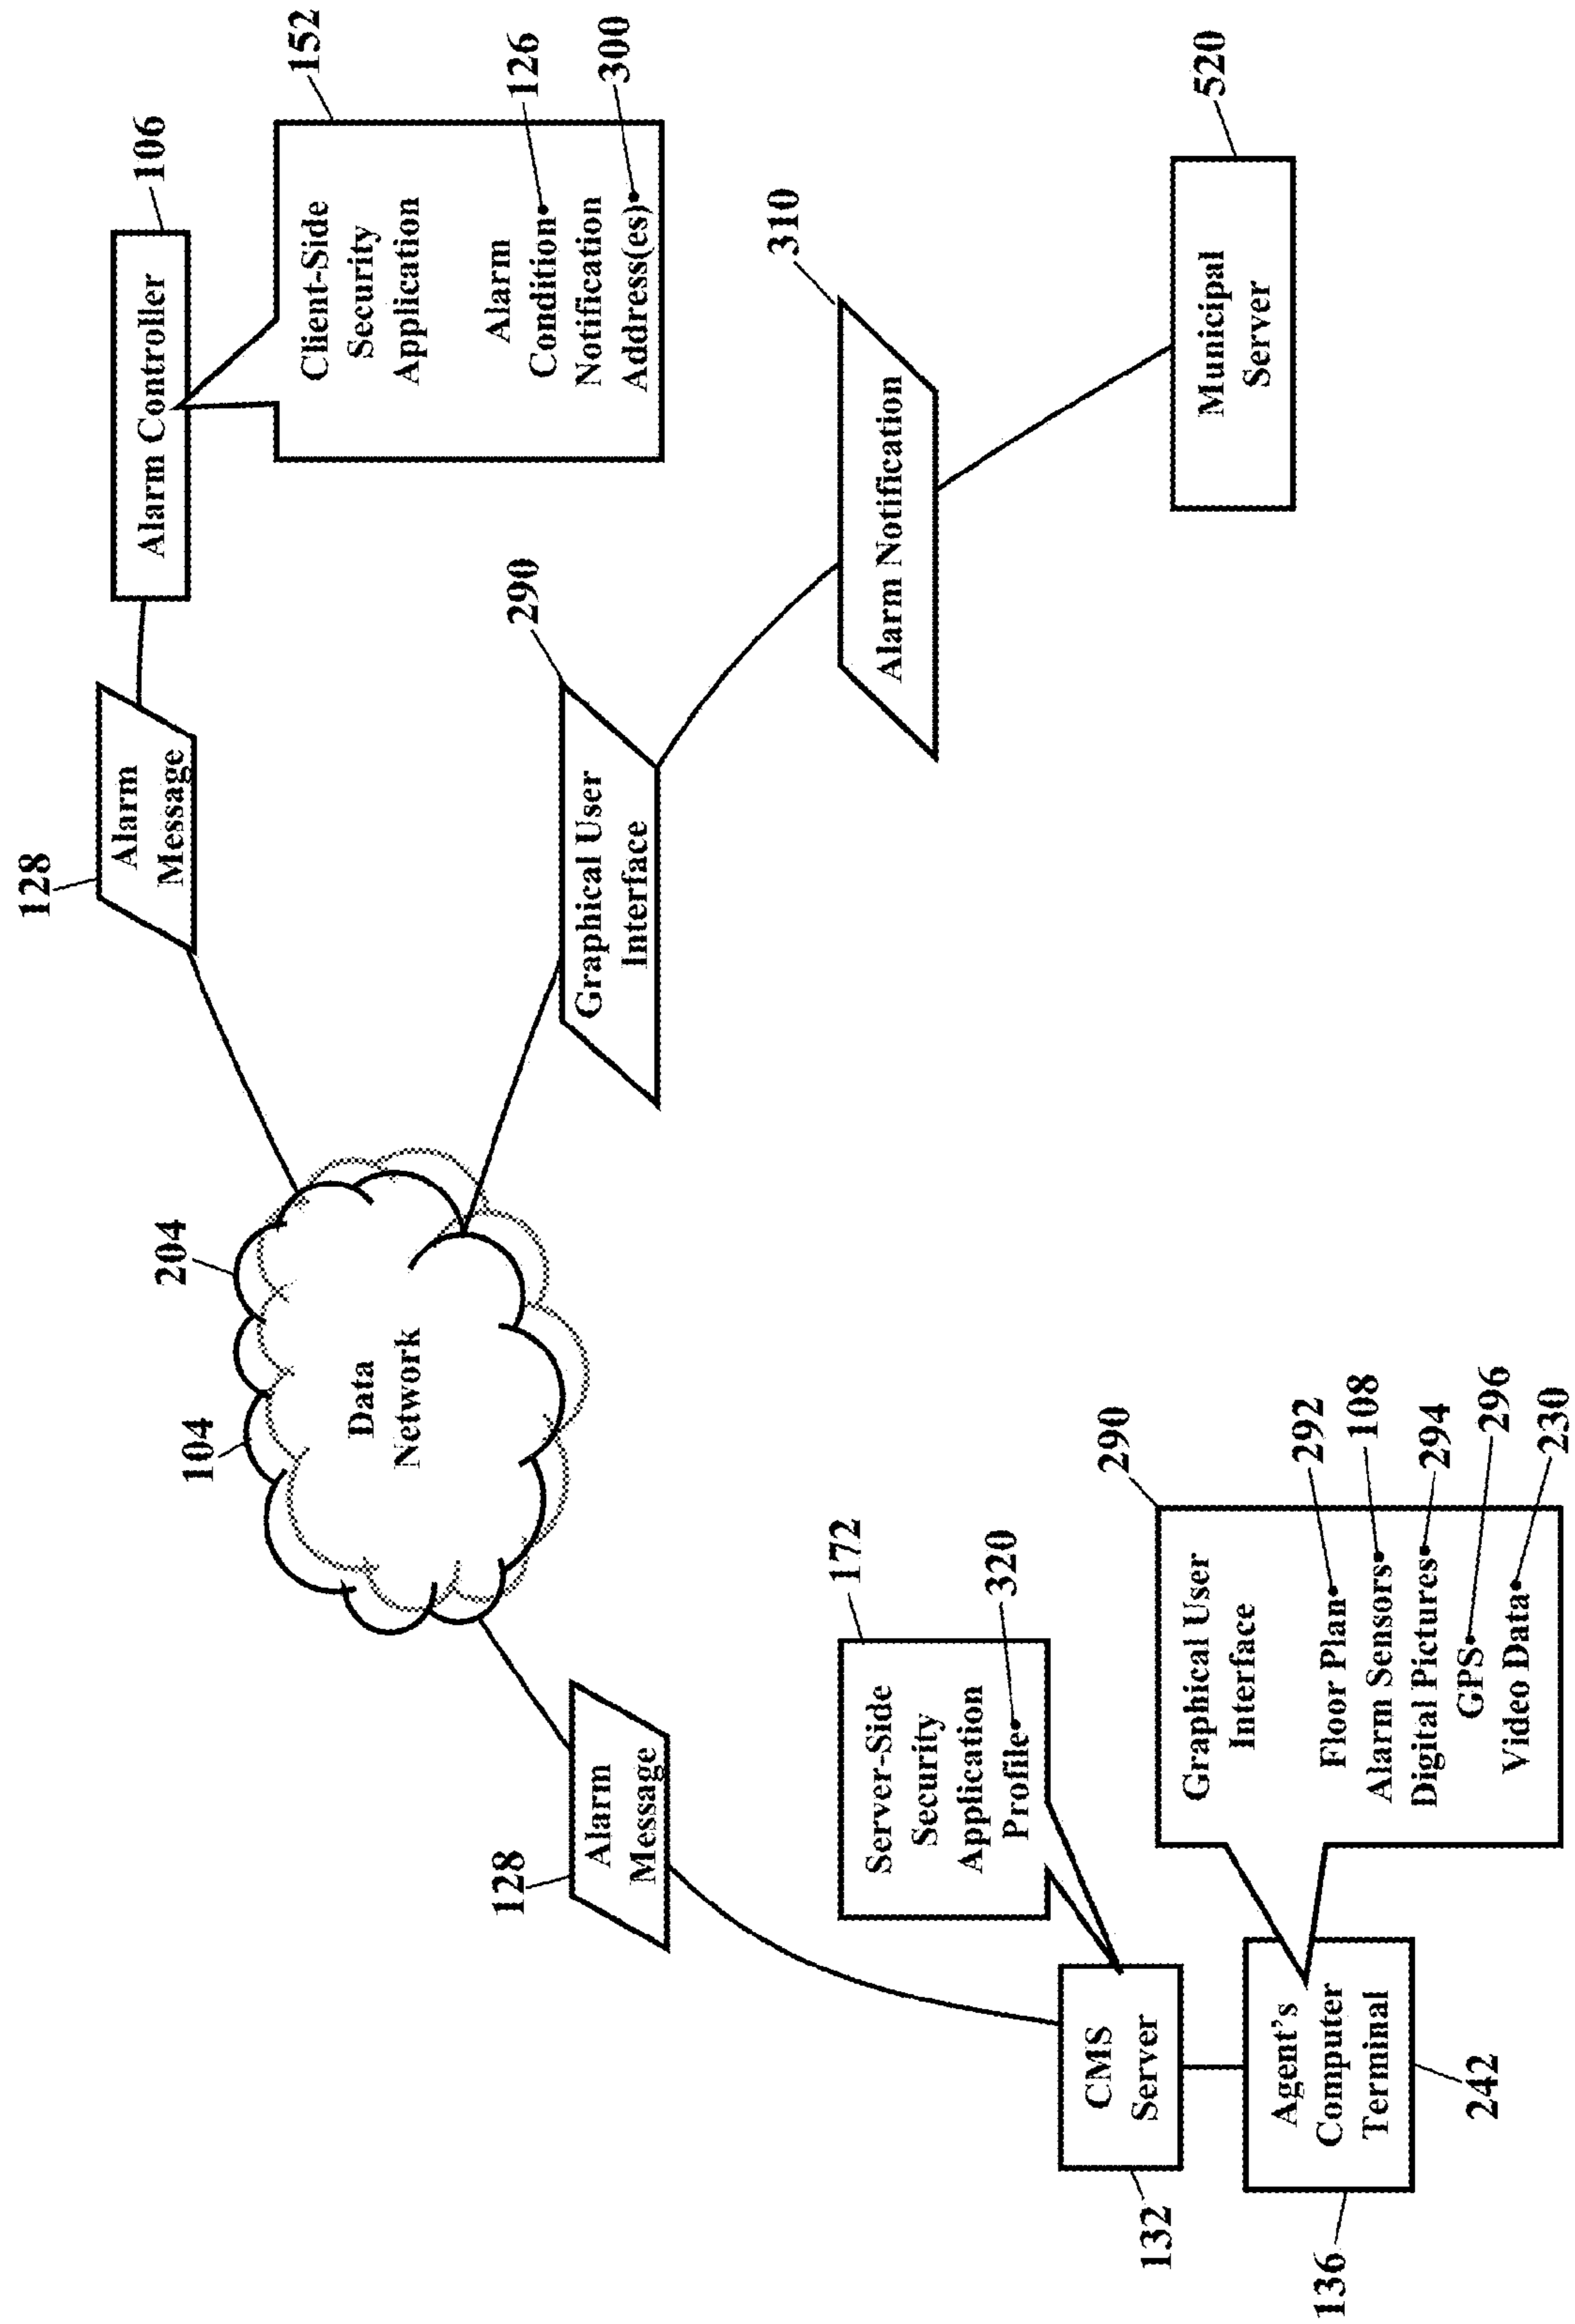 128
Alarm
Message
Alarm Controller
106
152
Client-Side
Security
Application
Alarm
Condition
126
Notification
Address(es)
300
204
104
Data
Network
290
Graphical User
Interface
310
Alarm Notification
520
Municipal
Server
128
Alarm
Message
172
Server-Side
Security
Application
Profile
320
132
CMS
Server
136
Agent's
Computer
Terminal
242
290
Graphical User
Interface
Floor Plan
292
Alarm Sensors
108
Digital Pictures
294
GPS
296
Video Data
230